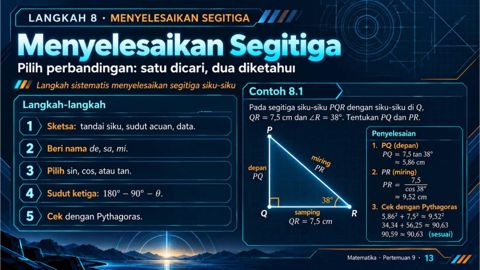 LANGKAH 8 • MENYELESAIKAN SEGITIGA
Menyelesaikan Segitiga
Pilih perbandingan: satu dicari, dua diketahui
Langkah sistematis menyelesaikan segitiga siku-siku
Langkah-langkah
1 Sketsa: tandai siku, sudut acuan, data.
2 Beri nama de, sa, mi.
3 Pilih sin, cos, atau tan.
4 Sudut ketiga: 180° − 90° − θ.
5 Cek dengan Pythagoras.
Contoh 8.1
Pada segitiga siku-siku PQR dengan siku-siku di Q,
QR = 7,5 cm dan ∠R = 38°. Tentukan PQ dan PR.
P
depan
PQ
miring
PR
38°
Q
samping
R
QR = 7,5 cm
Penyelesaian
1. PQ (depan)
PQ = 7,5 tan 38°
≈ 5,86 cm
2. PR (miring)
PR = 7,5 / cos 38°
≈ 9,52 cm
3. Cek dengan Pythagoras
5,86² + 7,5² ≈ 9,52²
34,34 + 56,25 ≈ 90,63
90,59 ≈ 90,63 (sesuai)
Matematika • Pertemuan 9 • 13